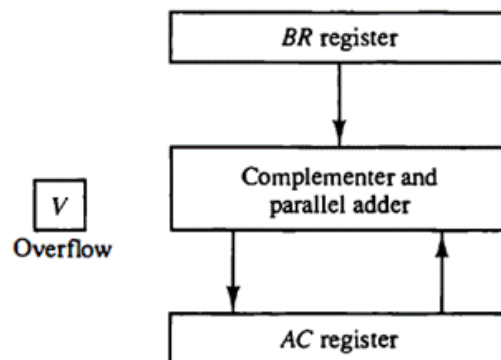 BR register
Complementer and
parallel adder
V
Overflow
AC register